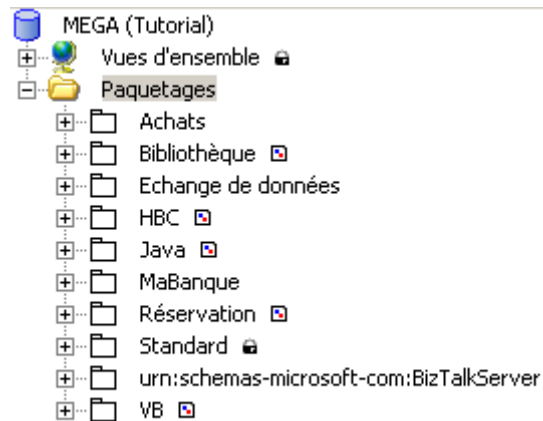 MEGA (Tutorial)
Vues d'ensemble
Paquetages
Achats
Bibliothèque
Echange de données
HBC
Java
MaBanque
Réservation
Standard
urn:schemas-microsoft-com:BizTalkServer
VB